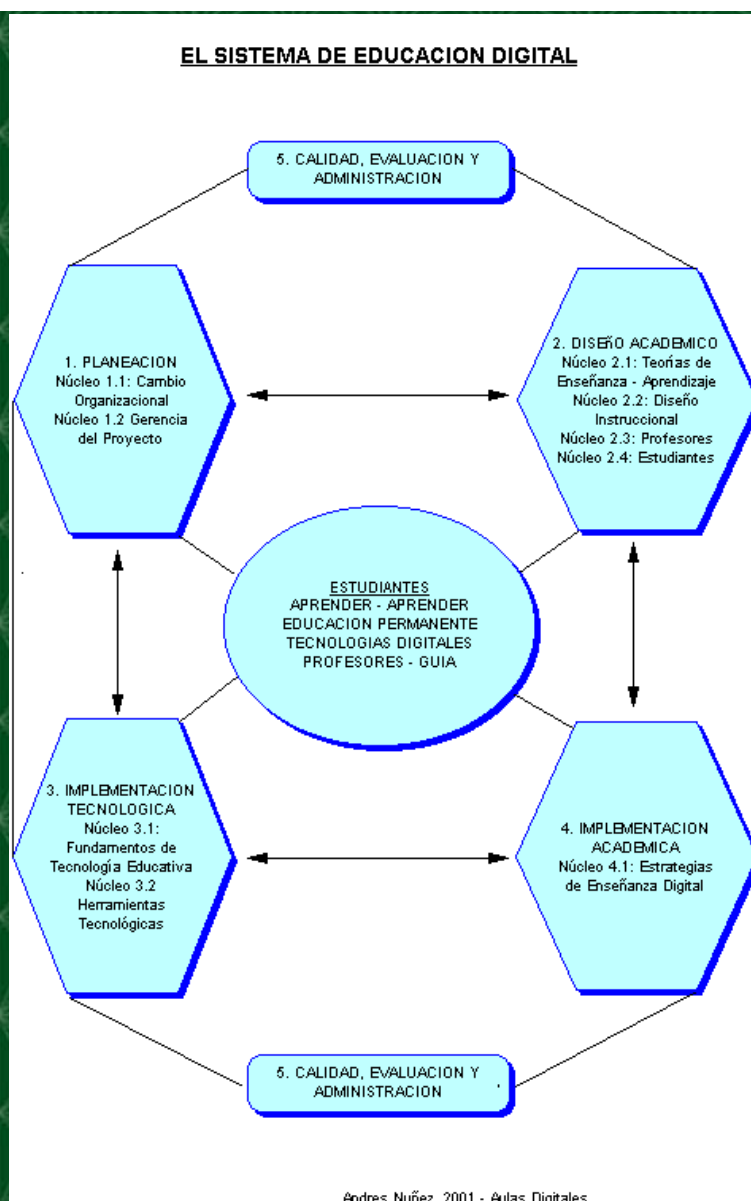 EL SISTEMA DE EDUCACION DIGITAL
5. CALIDAD, EVALUACION Y
ADMINISTRACION
1. PLANEACION
Núcleo 1.1: Cambio
Organizacional
Núcleo 1.2 Gerencia
del Proyecto
2. DISEñO ACADEMICO
Núcleo 2.1: Teorías de
Enseñanza - Aprendizaje
Núcleo 2.2: Diseño
Instruccional
Núcleo 2.3: Profesores
Núcleo 2.4: Estudiantes
ESTUDIANTES
APRENDER - APRENDER
EDUCACION PERMANENTE
TECNOLOGIAS DIGITALES
PROFESORES - GUIA
3. IMPLEMENTACION
TECNOLOGICA
Núcleo 3.1:
Fundamentos de
Tecnología Educativa
Núcleo 3.2
Herramientas
Tecnológicas
4. IMPLEMENTACION
ACADEMICA
Núcleo 4.1: Estrategias
de Enseñanza Digital
5. CALIDAD, EVALUACION Y
ADMINISTRACION
Andres Nuñez, 2001 - Aulas Digitales